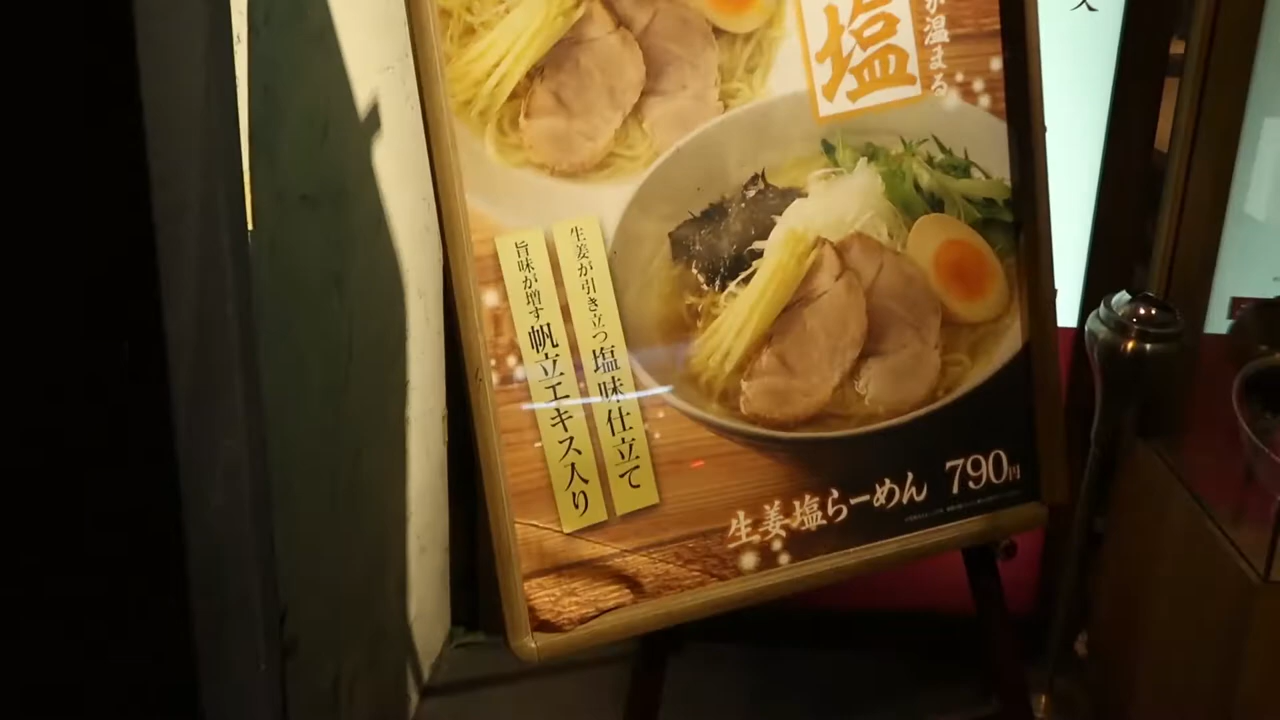 塩
温まる
生姜が引き立つ塩味仕立て
旨味が増す帆立エキス入り
生姜塩らーめん 790円